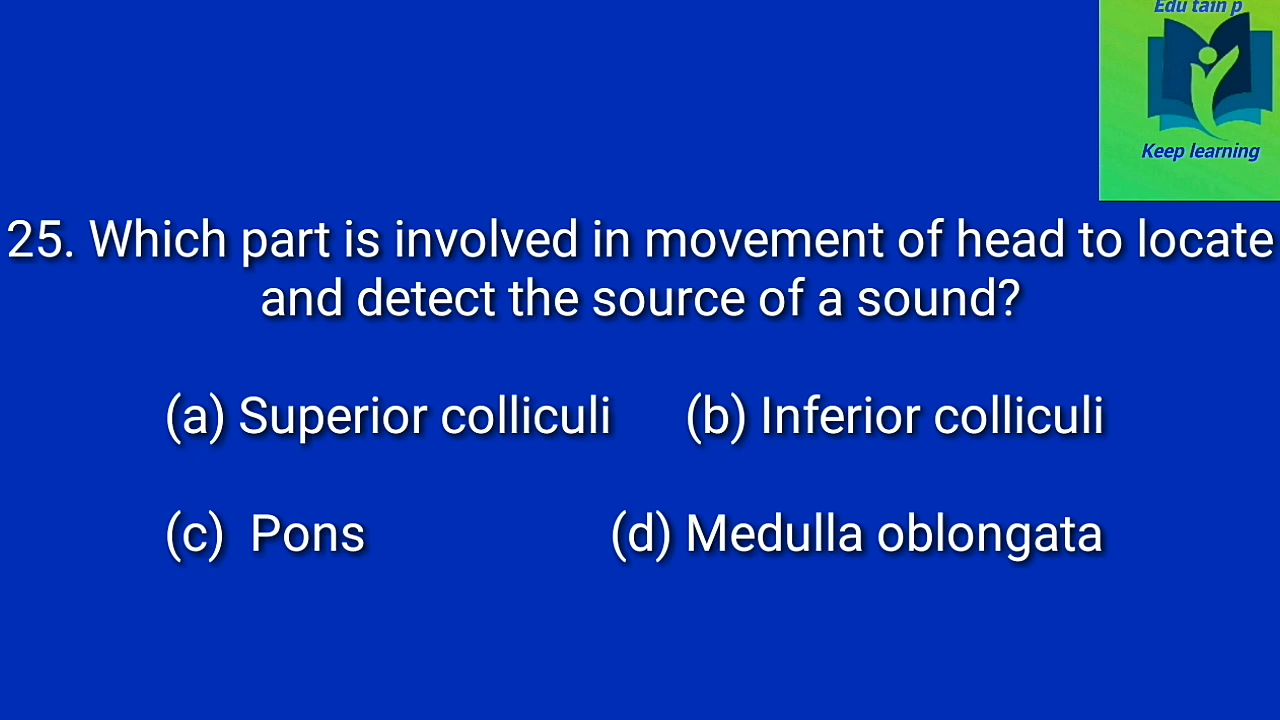 Edu tain p
Keep learning
25. Which part is involved in movement of head to locate
and detect the source of a sound?
(a) Superior colliculi (b) Inferior colliculi
(c) Pons (d) Medulla oblongata